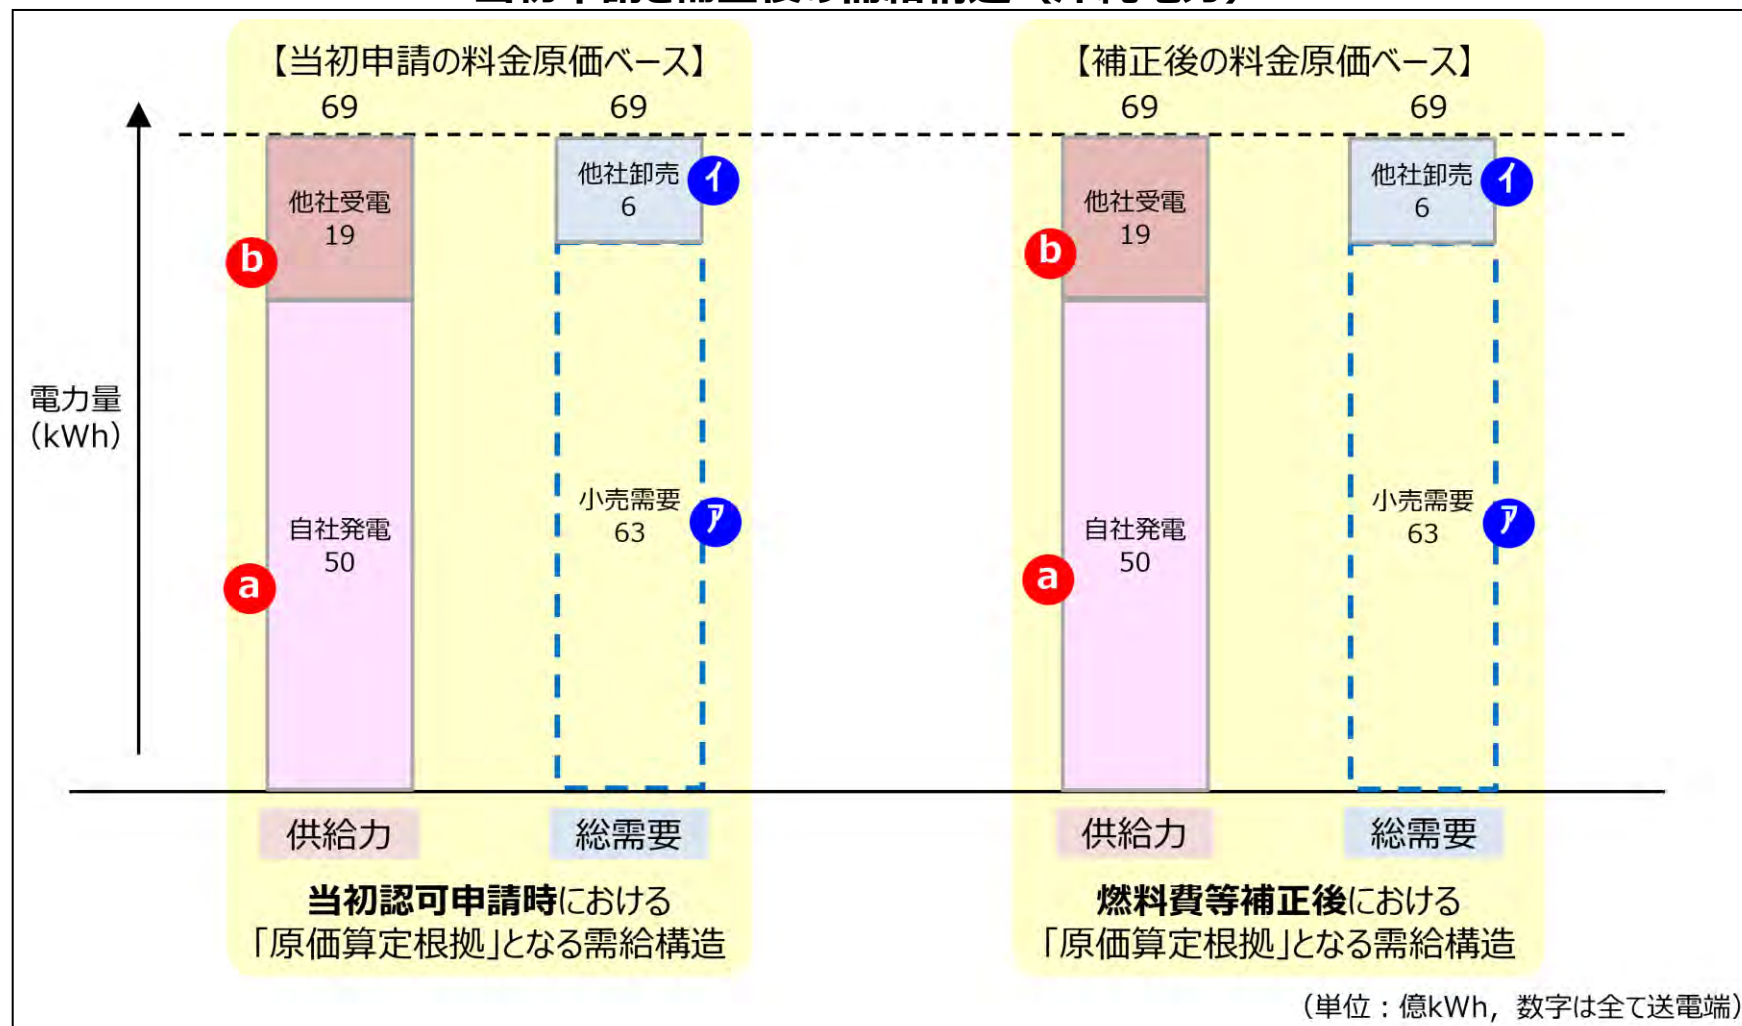 【当初申請の料金原価ベース】
69
69
他社受電
19
b
自社発電
50
a
他社卸売
6
イ
小売需要
63
ア
供給力
総需要
当初認可申請時における
「原価算定根拠」となる需給構造
【補正後の料金原価ベース】
69
69
他社受電
19
b
自社発電
50
a
他社卸売
6
イ
小売需要
63
ア
供給力
総需要
燃料費等補正後における
「原価算定根拠」となる需給構造
電力量
（kWh）
（単位：億kWh，数字は全て送電端）